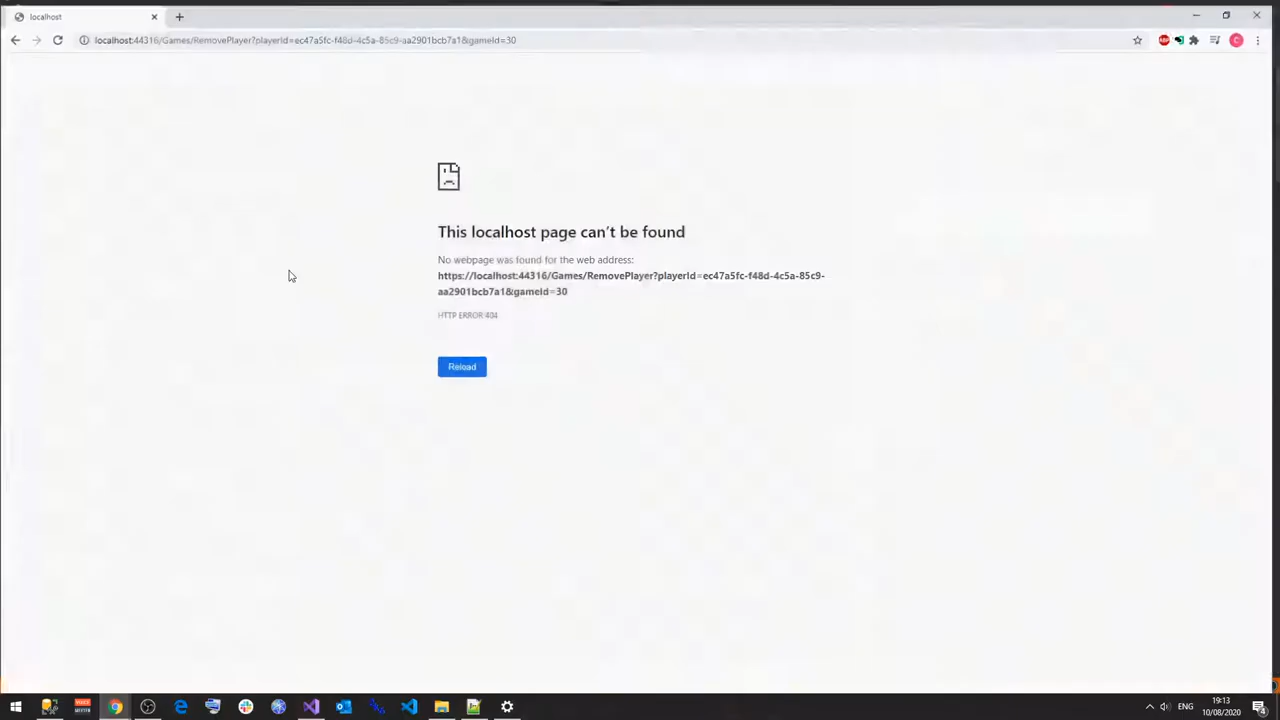 localhost
localhost:44316/Games/RemovePlayer?playerId=ec47a5fc-f48d-4c5a-85c9-aa2901bcb7a1&gameId=30
ABP
C
This localhost page can't be found
No webpage was found for the web address:
https://localhost:44316/Games/RemovePlayer?playerId=ec47a5fc-f48d-4c5a-85c9-
aa2901bcb7a1&gameId=30
HTTP ERROR 404
Reload
ENG
19:13
10/08/2020